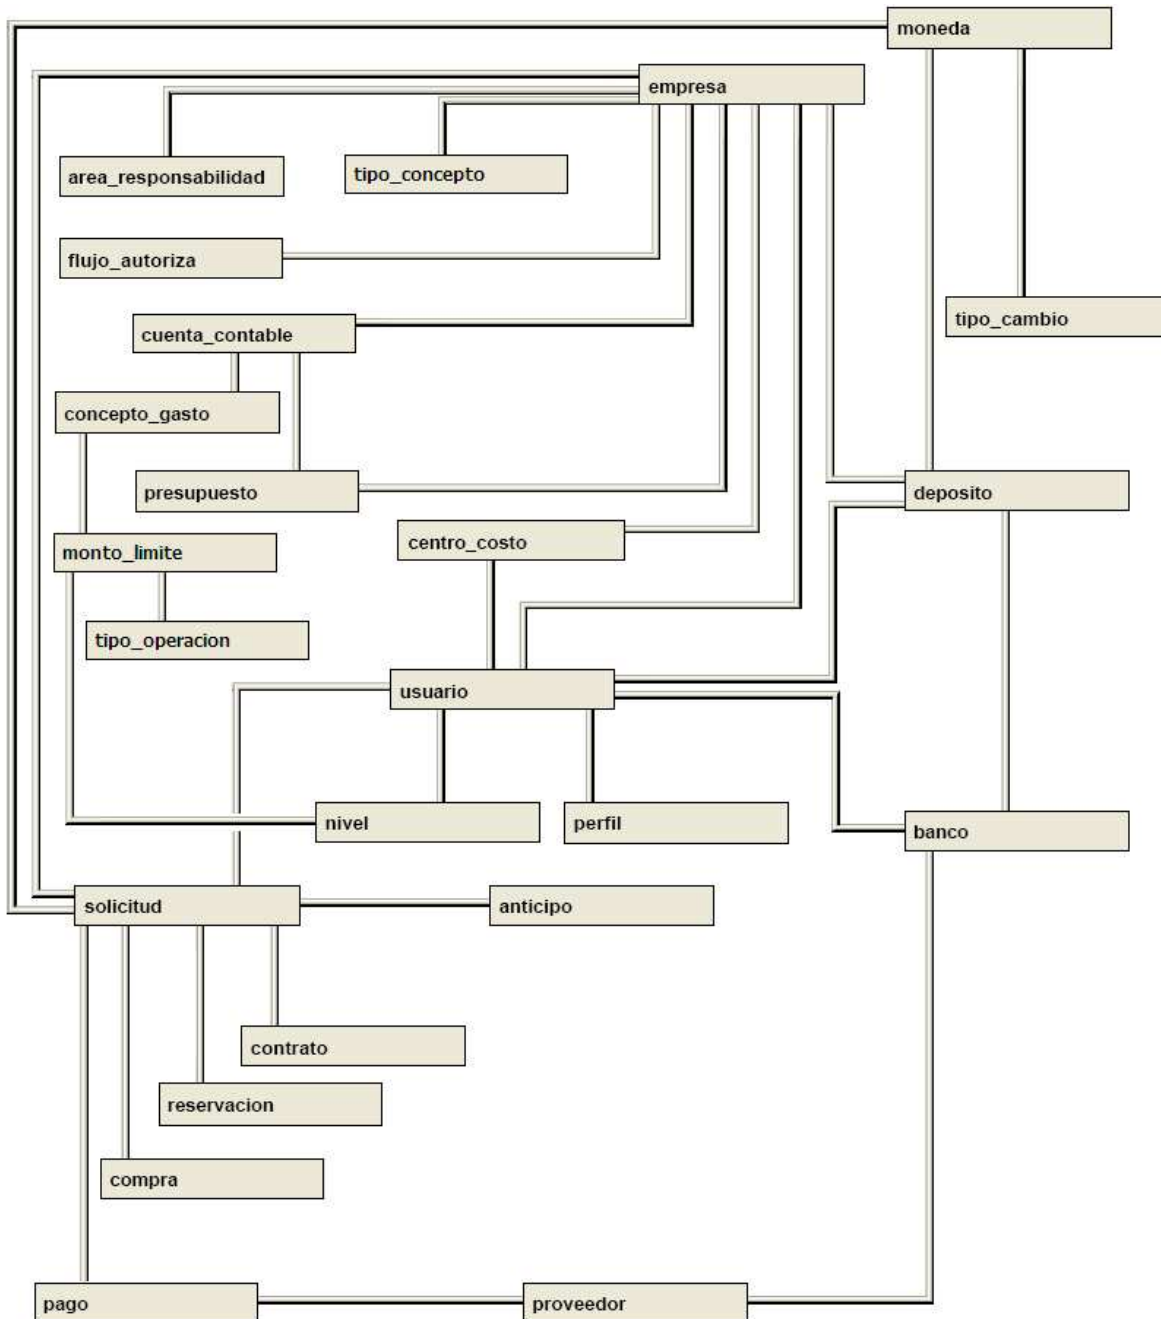 moneda
empresa
area_responsabilidad
tipo_concepto
flujo_autoriza
tipo_cambio
cuenta_contable
concepto_gasto
presupuesto
deposito
centro_costo
monto_limite
tipo_operacion
usuario
nivel
perfil
banco
solicitud
anticipo
contrato
reservacion
compra
pago
proveedor